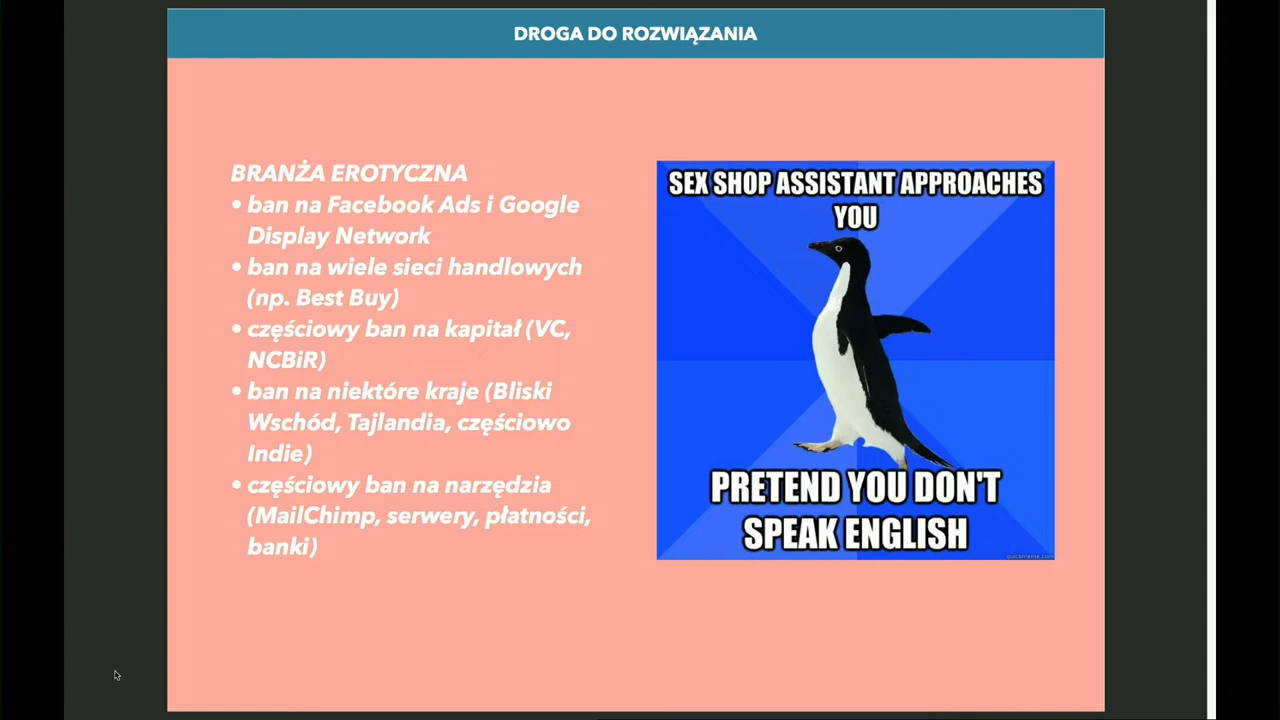 DROGA DO ROZWIĄZANIA
BRANŻA EROTYCZNA
• ban na Facebook Ads i Google
Display Network
• ban na wiele sieci handlowych
(np. Best Buy)
• częściowy ban na kapitał (VC,
NCBiR)
• ban na niektóre kraje (Bliski
Wschód, Tajlandia, częściowo
Indie)
• częściowy ban na narzędzia
(MailChimp, serwery, płatności,
banki)
SEX SHOP ASSISTANT APPROACHES
YOU
PRETEND YOU DON'T
SPEAK ENGLISH
quickmeme.com